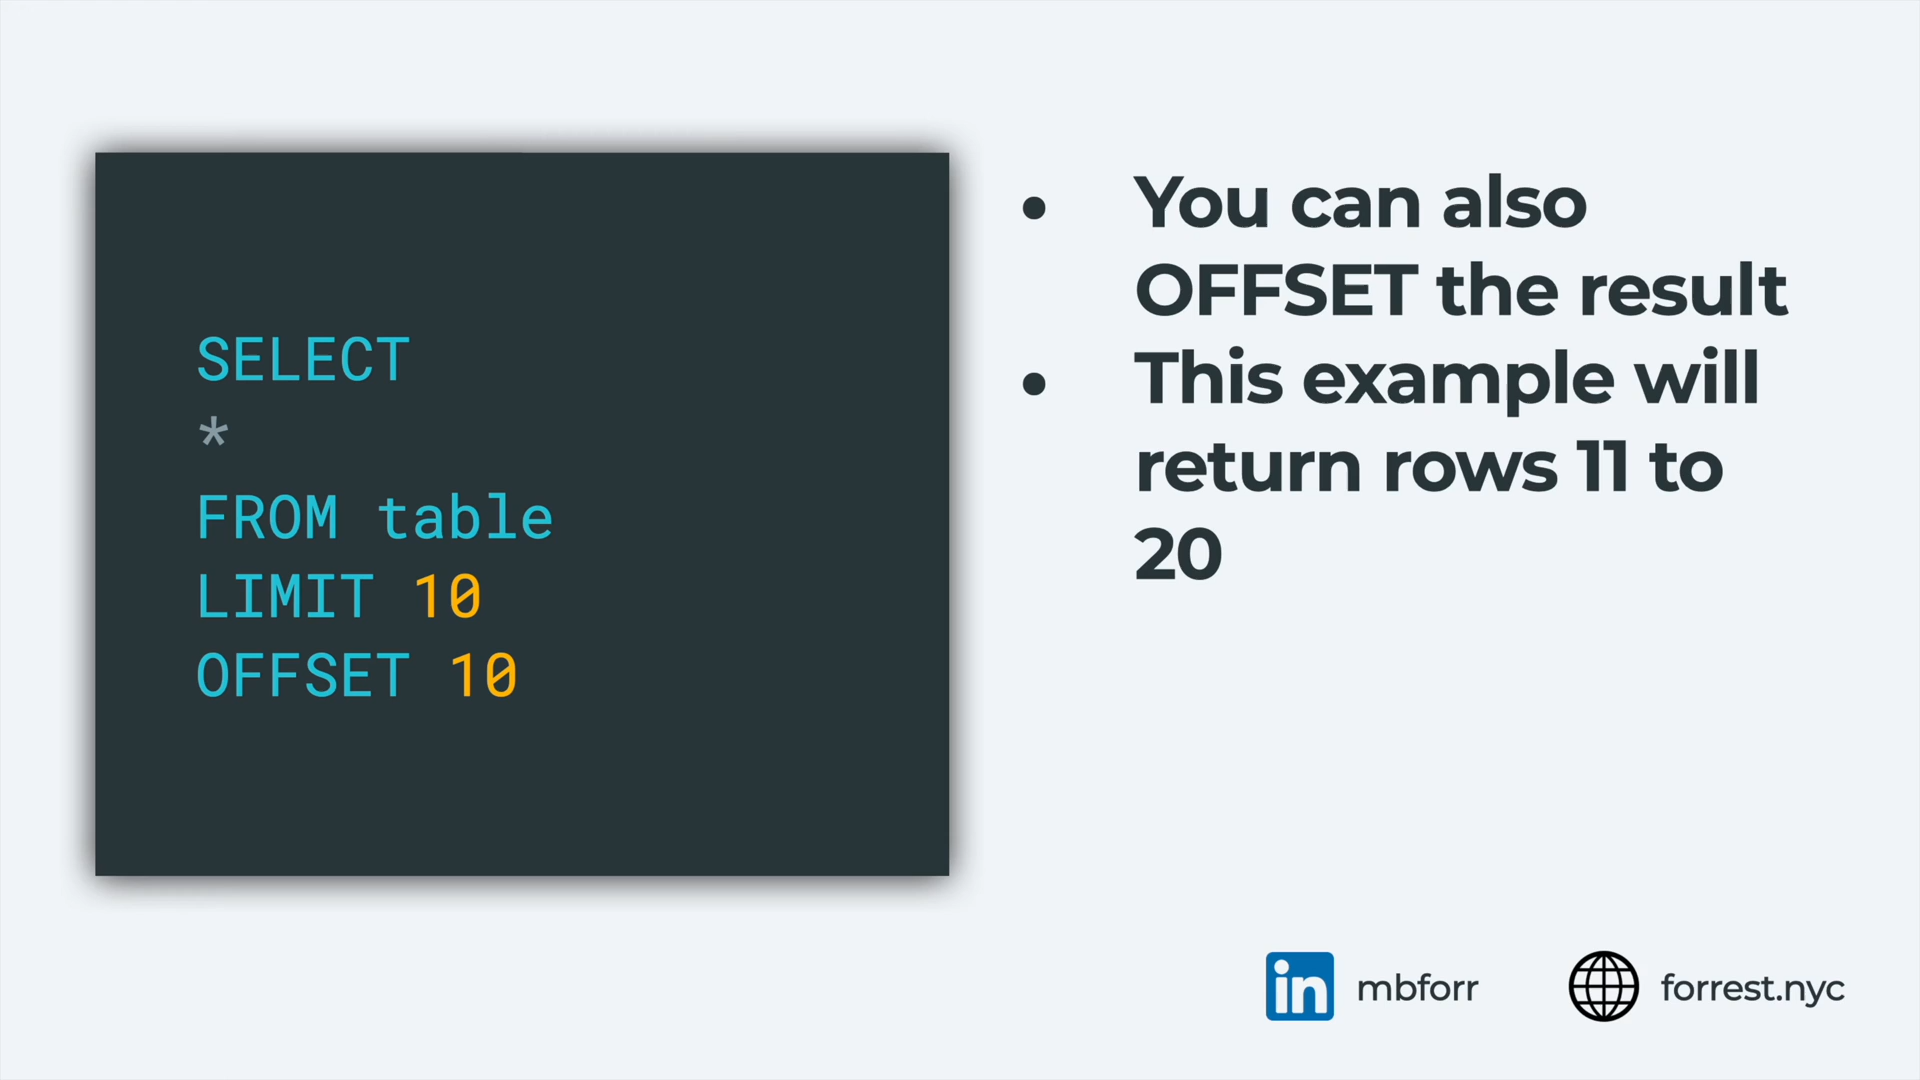 SELECT
*
FROM table
LIMIT 10
OFFSET 10
• You can also
OFFSET the result
• This example will
return rows 11 to
20
in mbforr
forrest.nyc